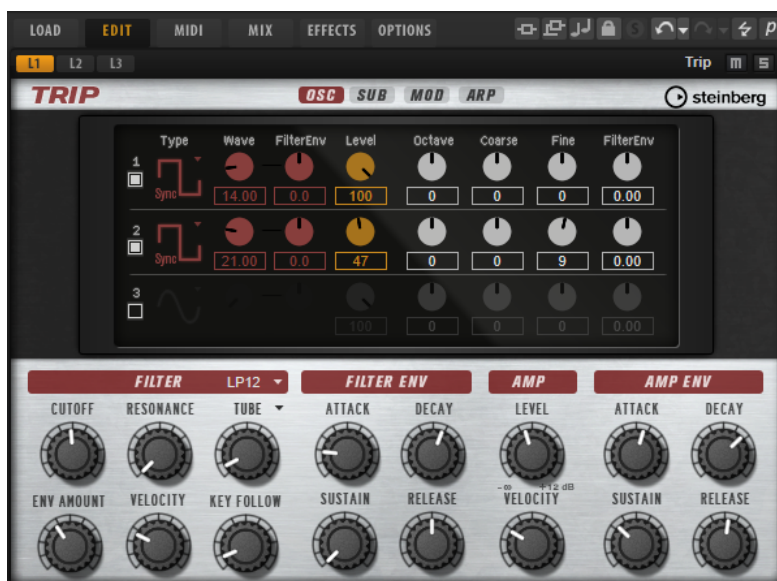 LOAD EDIT MIDI MIX EFFECTS OPTIONS S p
L1 L2 L3 Trip m s
TRIP OSC SUB MOD ARP steinberg
Type Wave FilterEnv Level Octave Coarse Fine FilterEnv
1
Sync 14.00 0.0 100 0 0 0 0.00
2
Sync 21.00 0.0 47 0 0 9 0.00
3
100 0 0 0 0.00
FILTER LP12 FILTER ENV AMP AMP ENV
CUTOFF RESONANCE TUBE ATTACK DECAY LEVEL ATTACK DECAY
-∞ +12 dB
ENV AMOUNT VELOCITY KEY FOLLOW SUSTAIN RELEASE VELOCITY SUSTAIN RELEASE